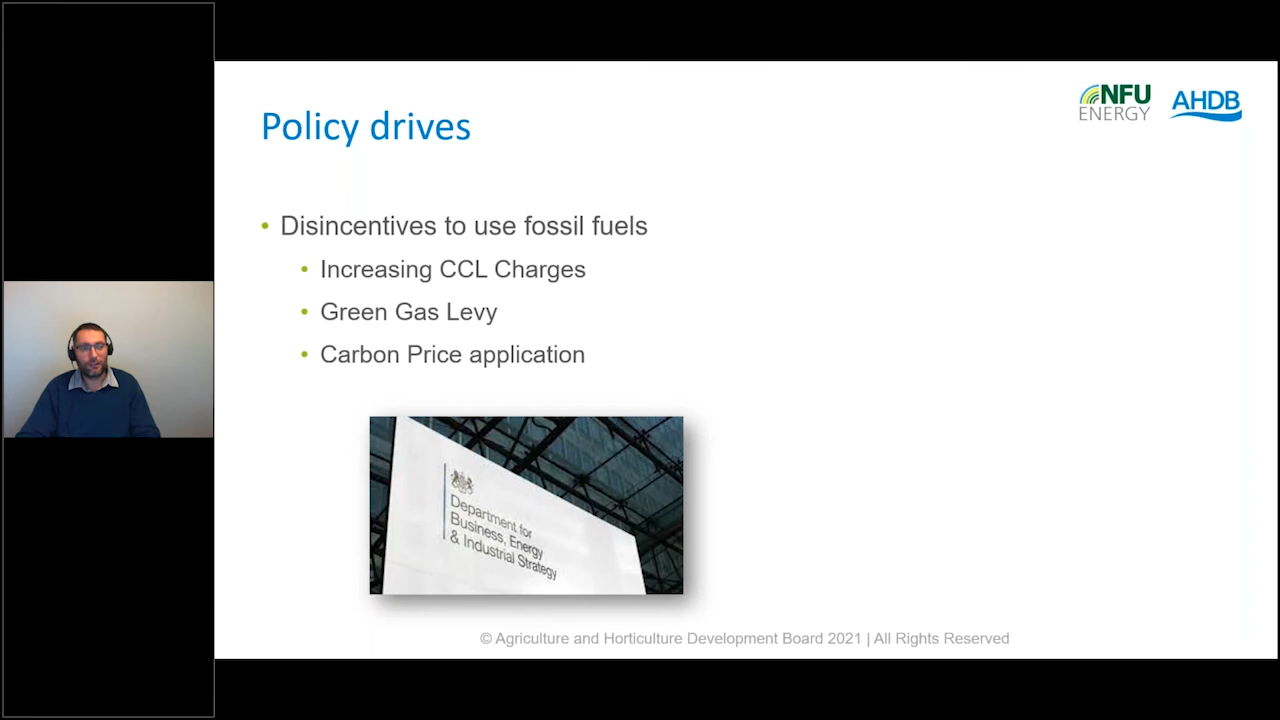 Policy drives
NFU
ENERGY
AHDB
• Disincentives to use fossil fuels
• Increasing CCL Charges
• Green Gas Levy
• Carbon Price application
Department for
Business, Energy
& Industrial Strategy
© Agriculture and Horticulture Development Board 2021 | All Rights Reserved